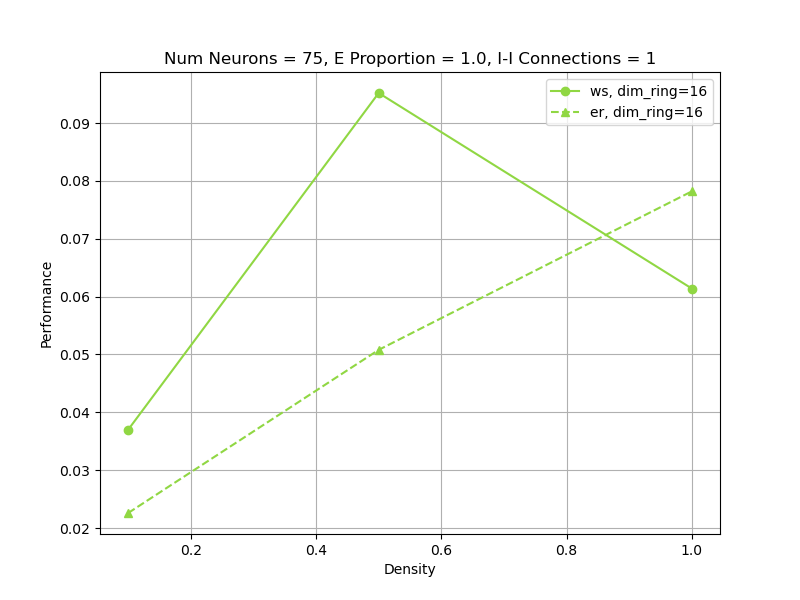 Num Neurons = 75, E Proportion = 1.0, I-I Connections = 1
ws, dim_ring=16
er, dim_ring=16
0.09
0.08
0.07
0.06
0.05
0.04
0.03
0.02
Performance
0.2 0.4 0.6 0.8 1.0
Density